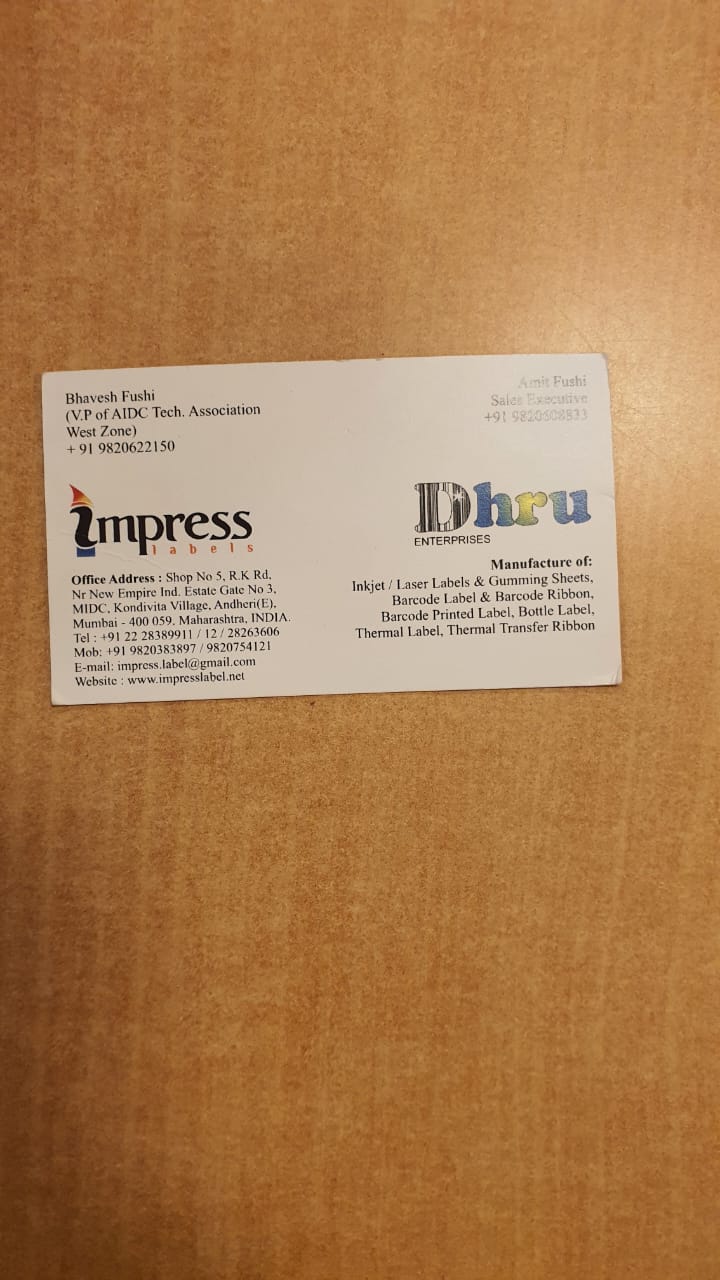 Bhavesh Fushi
(V.P of AIDC Tech. Association
West Zone)
+ 91 9820622150
Amit Fushi
Sales Executive
+91 9820608833
impress
labels
Dhru
ENTERPRISES
Office Address : Shop No 5, R.K Rd,
Nr New Empire Ind. Estate Gate No 3,
MIDC, Kondivita Village, Andheri(E),
Mumbai - 400 059. Maharashtra, INDIA.
Tel : +91 22 28389911 / 12 / 28263606
Mob: +91 9820383897 / 9820754121
E-mail: impress.label@gmail.com
Website : www.impresslabel.net
Manufacture of:
Inkjet / Laser Labels & Gumming Sheets,
Barcode Label & Barcode Ribbon,
Barcode Printed Label, Bottle Label,
Thermal Label, Thermal Transfer Ribbon